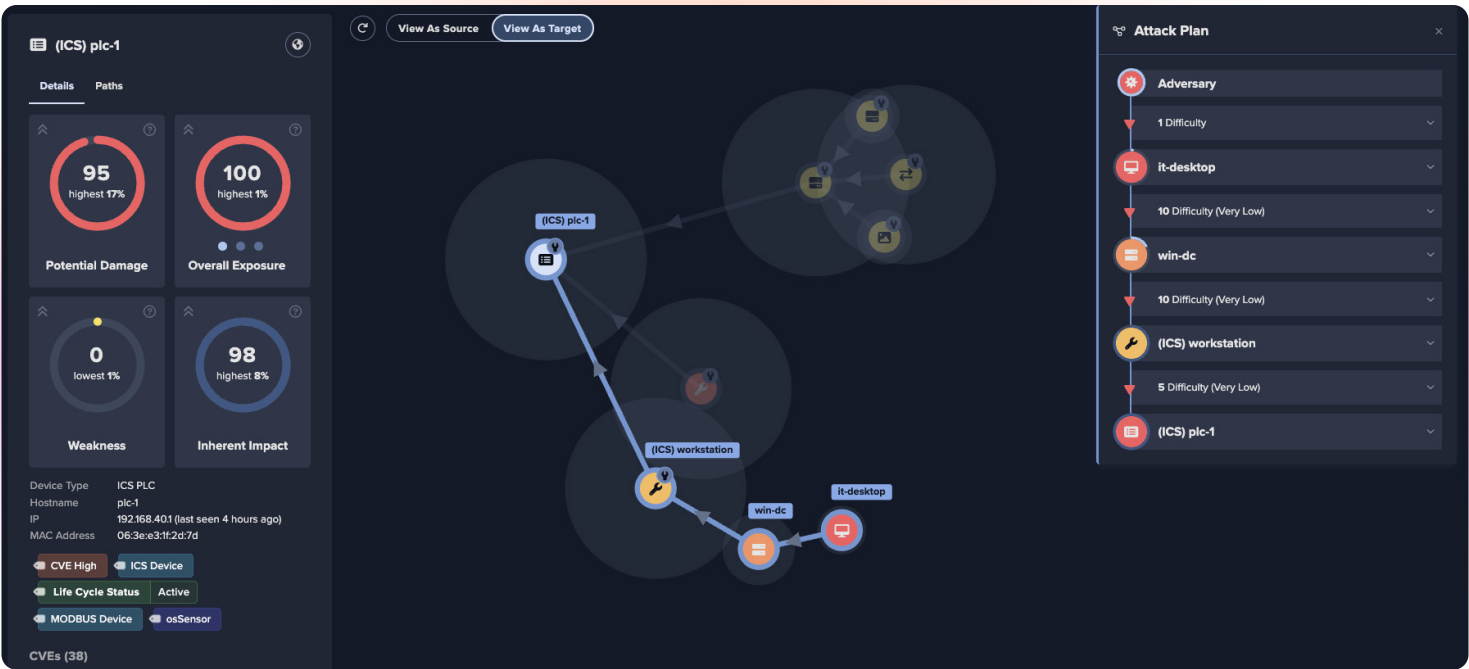 (ICS) plc-1
Details Paths
95
highest 17%
Potential Damage
100
highest 1%
Overall Exposure
0
lowest 1%
Weakness
98
highest 8%
Inherent Impact
Device Type ICS PLC
Hostname plc-1
IP 192.168.40.1 (last seen 4 hours ago)
MAC Address 06:3e:e3:1f:2d:7d
CVE High ICS Device
Life Cycle Status Active
MODBUS Device osSensor
CVEs (38)
View As Source View As Target
(ICS) plc-1
(ICS) workstation
win-dc
it-desktop
Attack Plan
Adversary
1 Difficulty
it-desktop
10 Difficulty (Very Low)
win-dc
10 Difficulty (Very Low)
(ICS) workstation
5 Difficulty (Very Low)
(ICS) plc-1